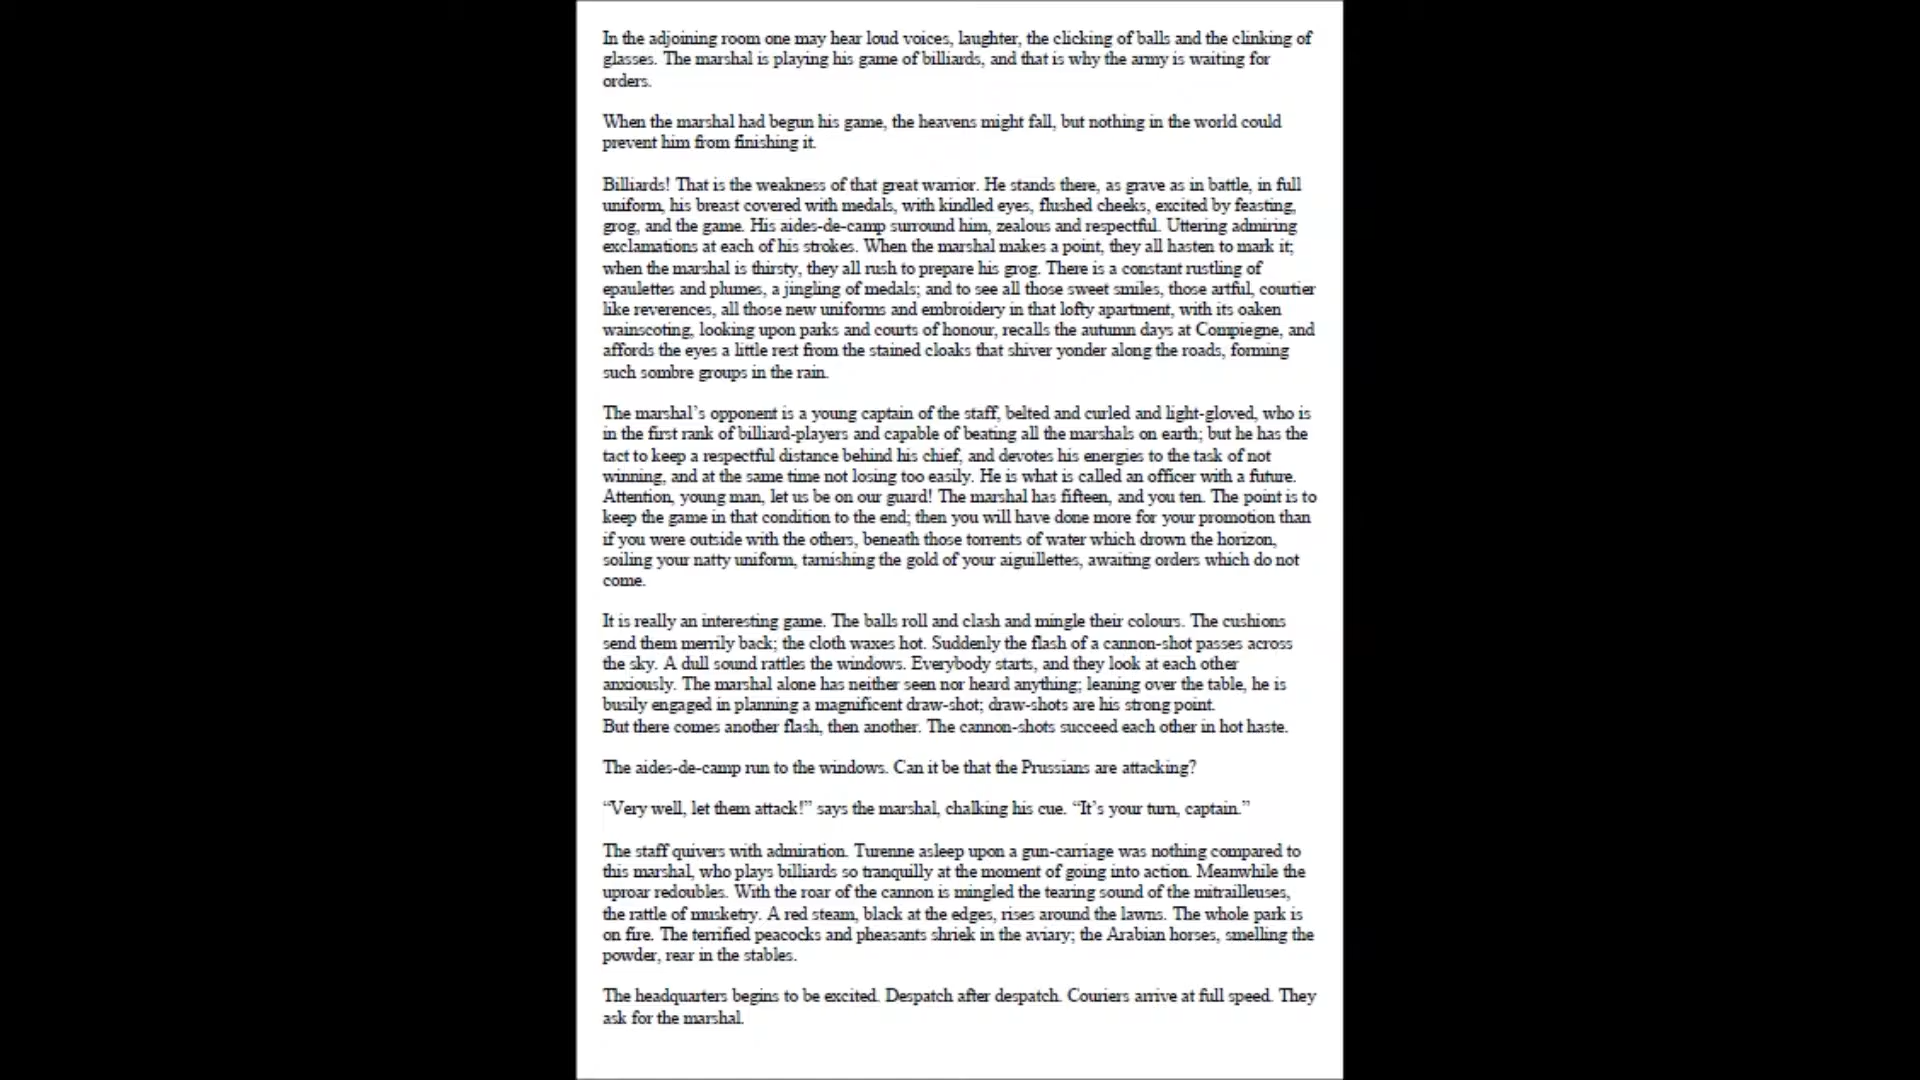 In the adjoining room one may hear loud voices, laughter, the clicking of balls and the clinking of
glasses. The marshal is playing his game of billiards, and that is why the army is waiting for
orders.
When the marshal had begun his game, the heavens might fall, but nothing in the world could
prevent him from finishing it.
Billiards! That is the weakness of that great warrior. He stands there, as grave as in battle, in full
uniform, his breast covered with medals, with kindled eyes, flushed cheeks, excited by feasting,
grog, and the game. His aides-de-camp surround him, zealous and respectful. Uttering admiring
exclamations at each of his strokes. When the marshal makes a point, they all hasten to mark it;
when the marshal is thirsty, they all rush to prepare his grog. There is a constant rustling of
epaulettes and plumes, a jingling of medals; and to see all those sweet smiles, those artful, courtier
like reverences, all those new uniforms and embroidery in that lofty apartment, with its oaken
wainscoting, looking upon parks and courts of honour, recalls the autumn days at Compiegne, and
affords the eyes a little rest from the stained cloaks that shiver yonder along the roads, forming
such sombre groups in the rain.
The marshal’s opponent is a young captain of the staff, belted and curled and light-gloved, who is
in the first rank of billiard-players and capable of beating all the marshals on earth; but he has the
tact to keep a respectful distance behind his chief, and devotes his energies to the task of not
winning, and at the same time not losing too easily. He is what is called an officer with a future.
Attention, young man, let us be on our guard! The marshal has fifteen, and you ten. The point is to
keep the game in that condition to the end; then you will have done more for your promotion than
if you were outside with the others, beneath those torrents of water which drown the horizon,
soiling your natty uniform, tarnishing the gold of your aiguillettes, awaiting orders which do not
come.
It is really an interesting game. The balls roll and clash and mingle their colours. The cushions
send them merrily back; the cloth waxes hot. Suddenly the flash of a cannon-shot passes across
the sky. A dull sound rattles the windows. Everybody starts, and they look at each other
anxiously. The marshal alone has neither seen nor heard anything; leaning over the table, he is
busily engaged in planning a magnificent draw-shot; draw-shots are his strong point.
But there comes another flash, then another. The cannon-shots succeed each other in hot haste.
The aides-de-camp run to the windows. Can it be that the Prussians are attacking?
“Very well, let them attack!” says the marshal, chalking his cue. “It’s your turn, captain.”
The staff quivers with admiration. Turenne asleep upon a gun-carriage was nothing compared to
this marshal, who plays billiards so tranquilly at the moment of going into action. Meanwhile the
uproar redoubles. With the roar of the cannon is mingled the tearing sound of the mitrailleuses,
the rattle of musketry. A red steam, black at the edges, rises around the lawns. The whole park is
on fire. The terrified peacocks and pheasants shriek in the aviary; the Arabian horses, smelling the
powder, rear in the stables.
The headquarters begins to be excited. Despatch after despatch. Couriers arrive at full speed. They
ask for the marshal.